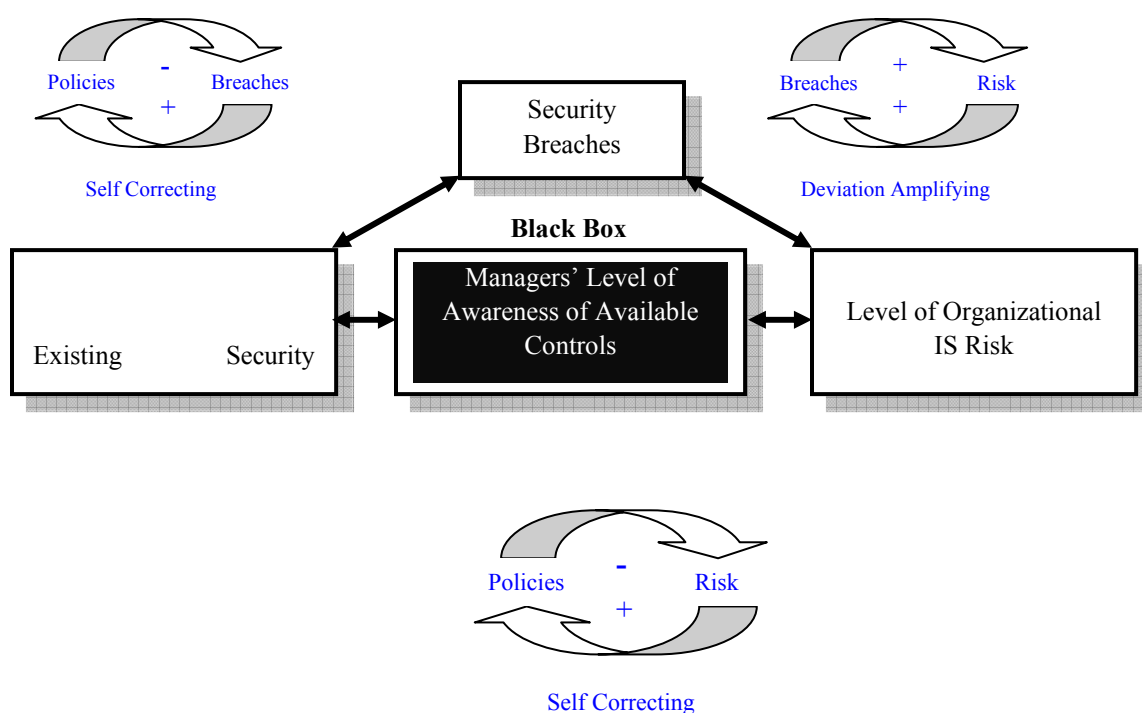 Policies
-
+
Breaches
Self Correcting
Security
Breaches
Breaches
+
+
Risk
Deviation Amplifying
Black Box
Existing Security
Managers’ Level of
Awareness of Available
Controls
Level of Organizational
IS Risk
Policies
-
+
Risk
Self Correcting